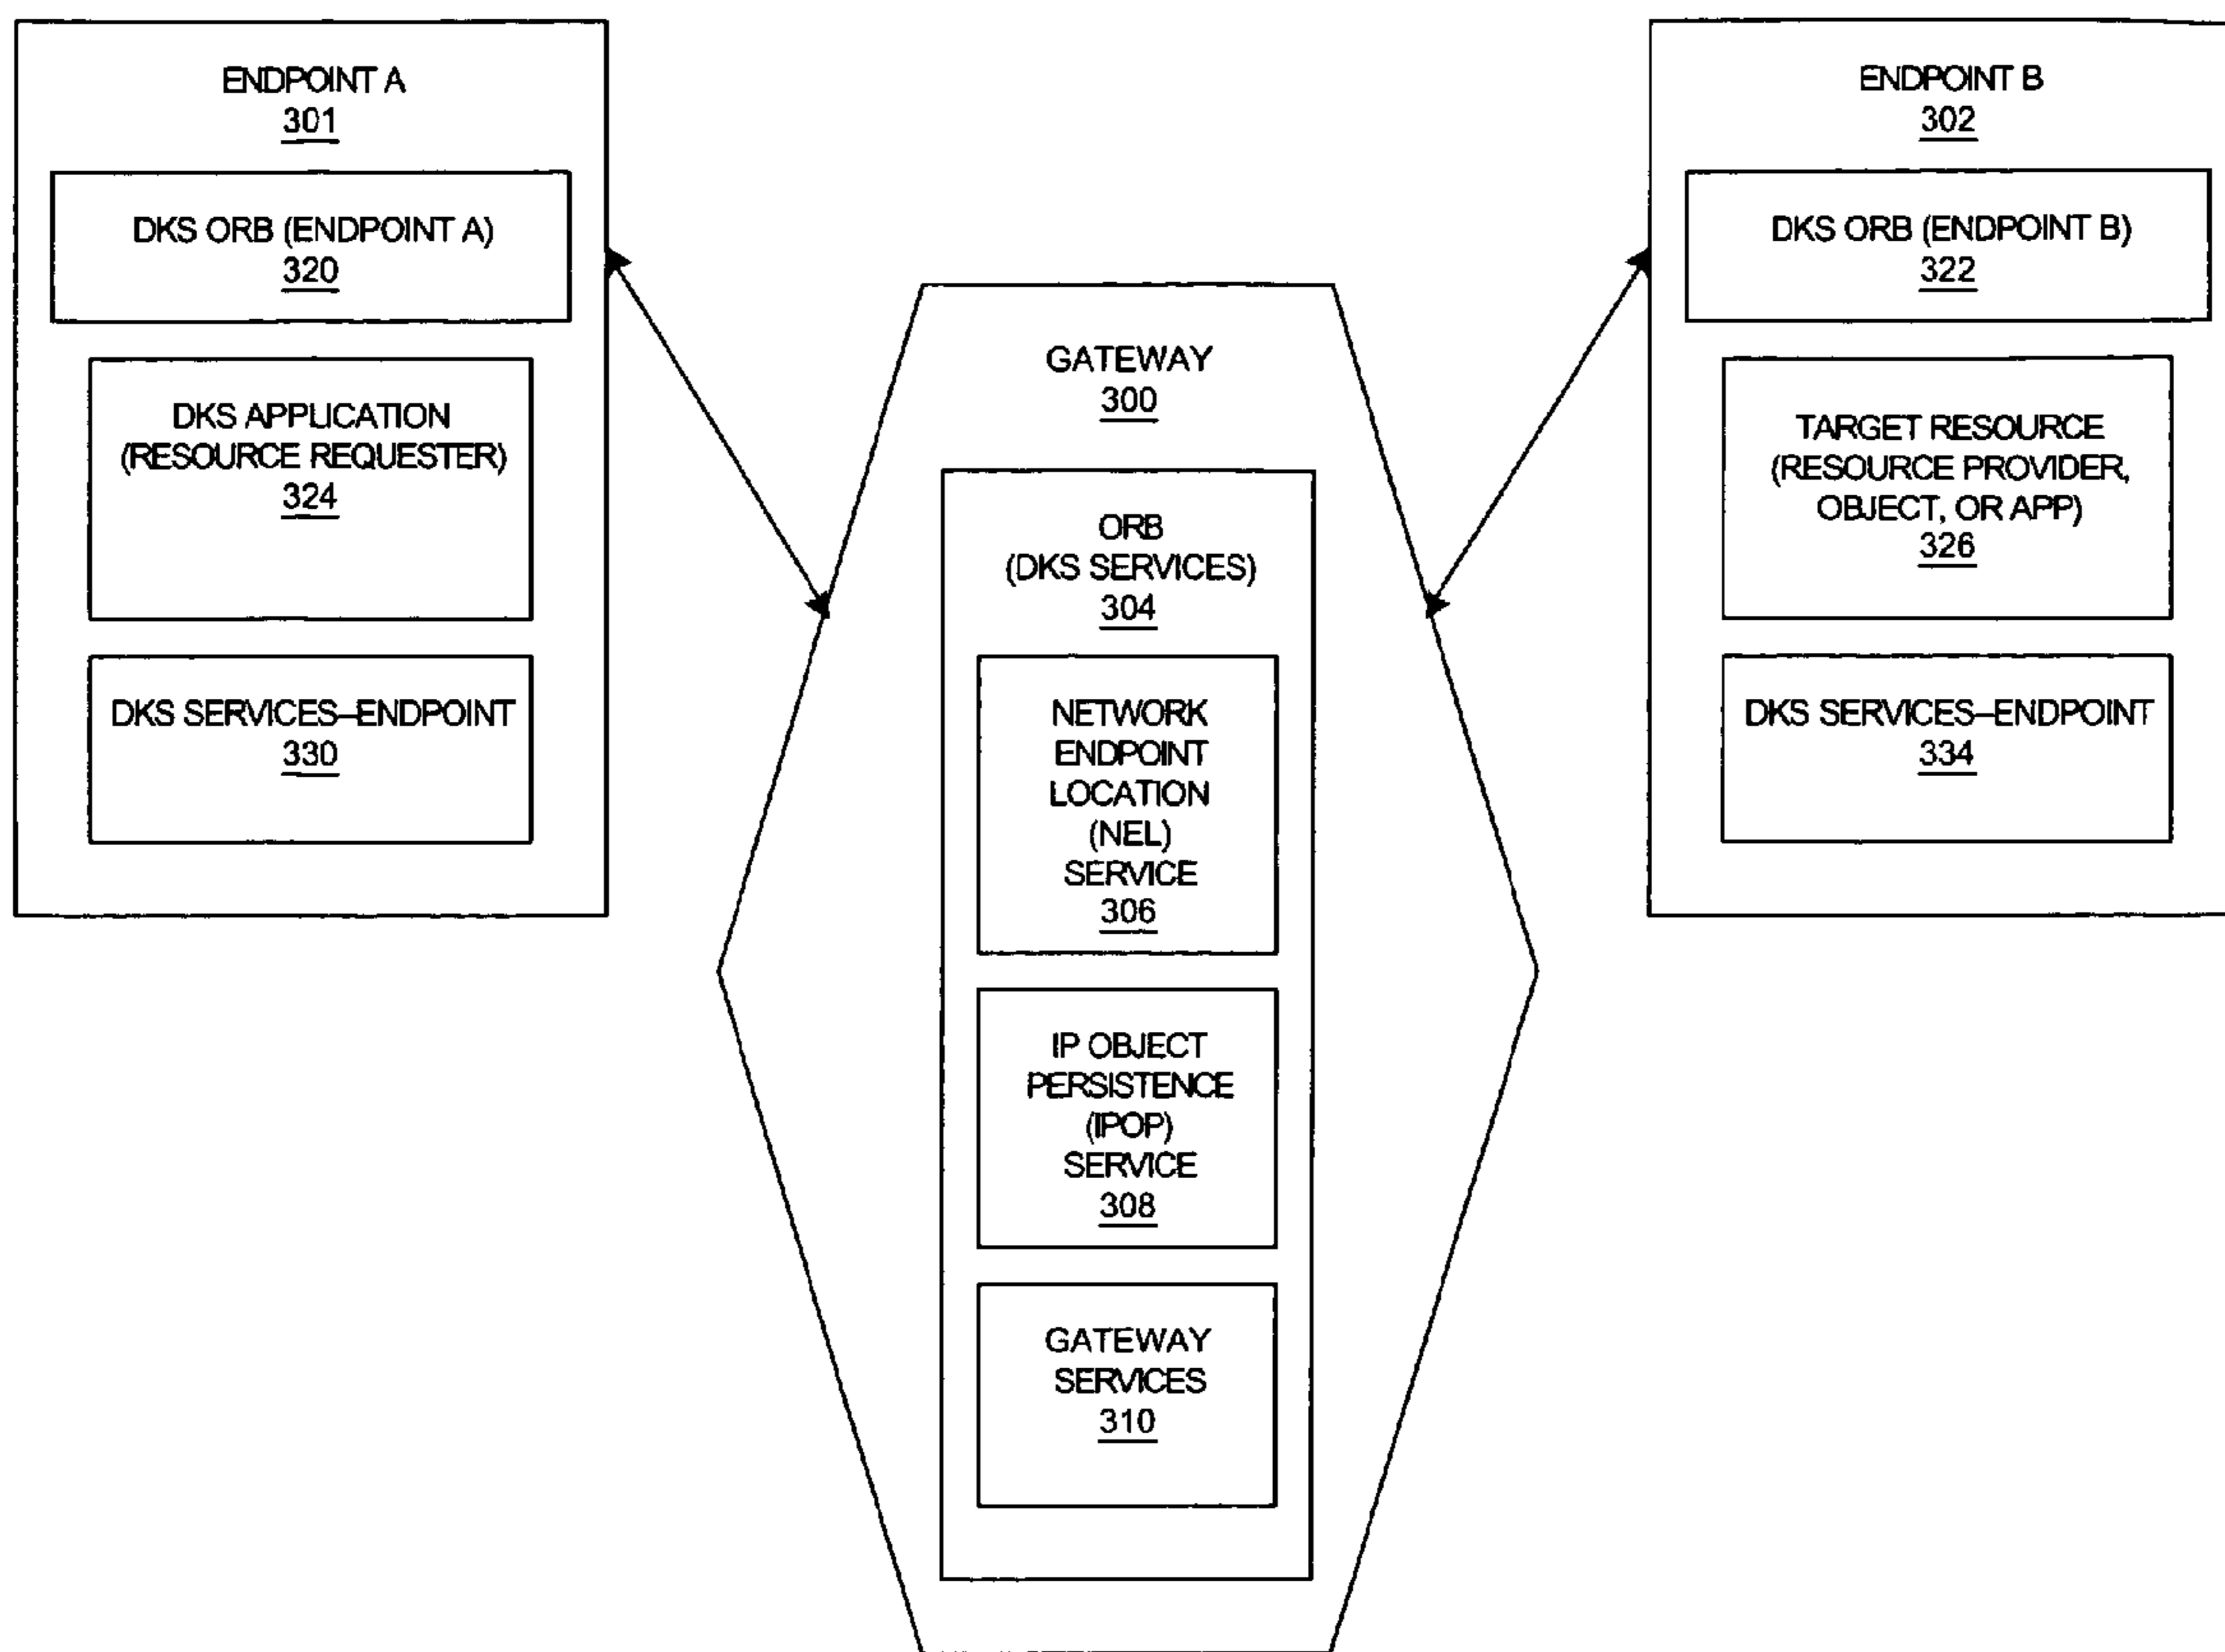 ENDPOINT A
301
DKS ORB (ENDPOINT A)
320
DKS APPLICATION
(RESOURCE REQUESTER)
324
DKS SERVICES–ENDPOINT
330
GATEWAY
300
ORB
(DKS SERVICES)
304
NETWORK
ENDPOINT
LOCATION
(NEL)
SERVICE
306
IP OBJECT
PERSISTENCE
(IPOP)
SERVICE
308
GATEWAY
SERVICES
310
ENDPOINT B
302
DKS ORB (ENDPOINT B)
322
TARGET RESOURCE
(RESOURCE PROVIDER,
OBJECT, OR APP)
326
DKS SERVICES–ENDPOINT
334